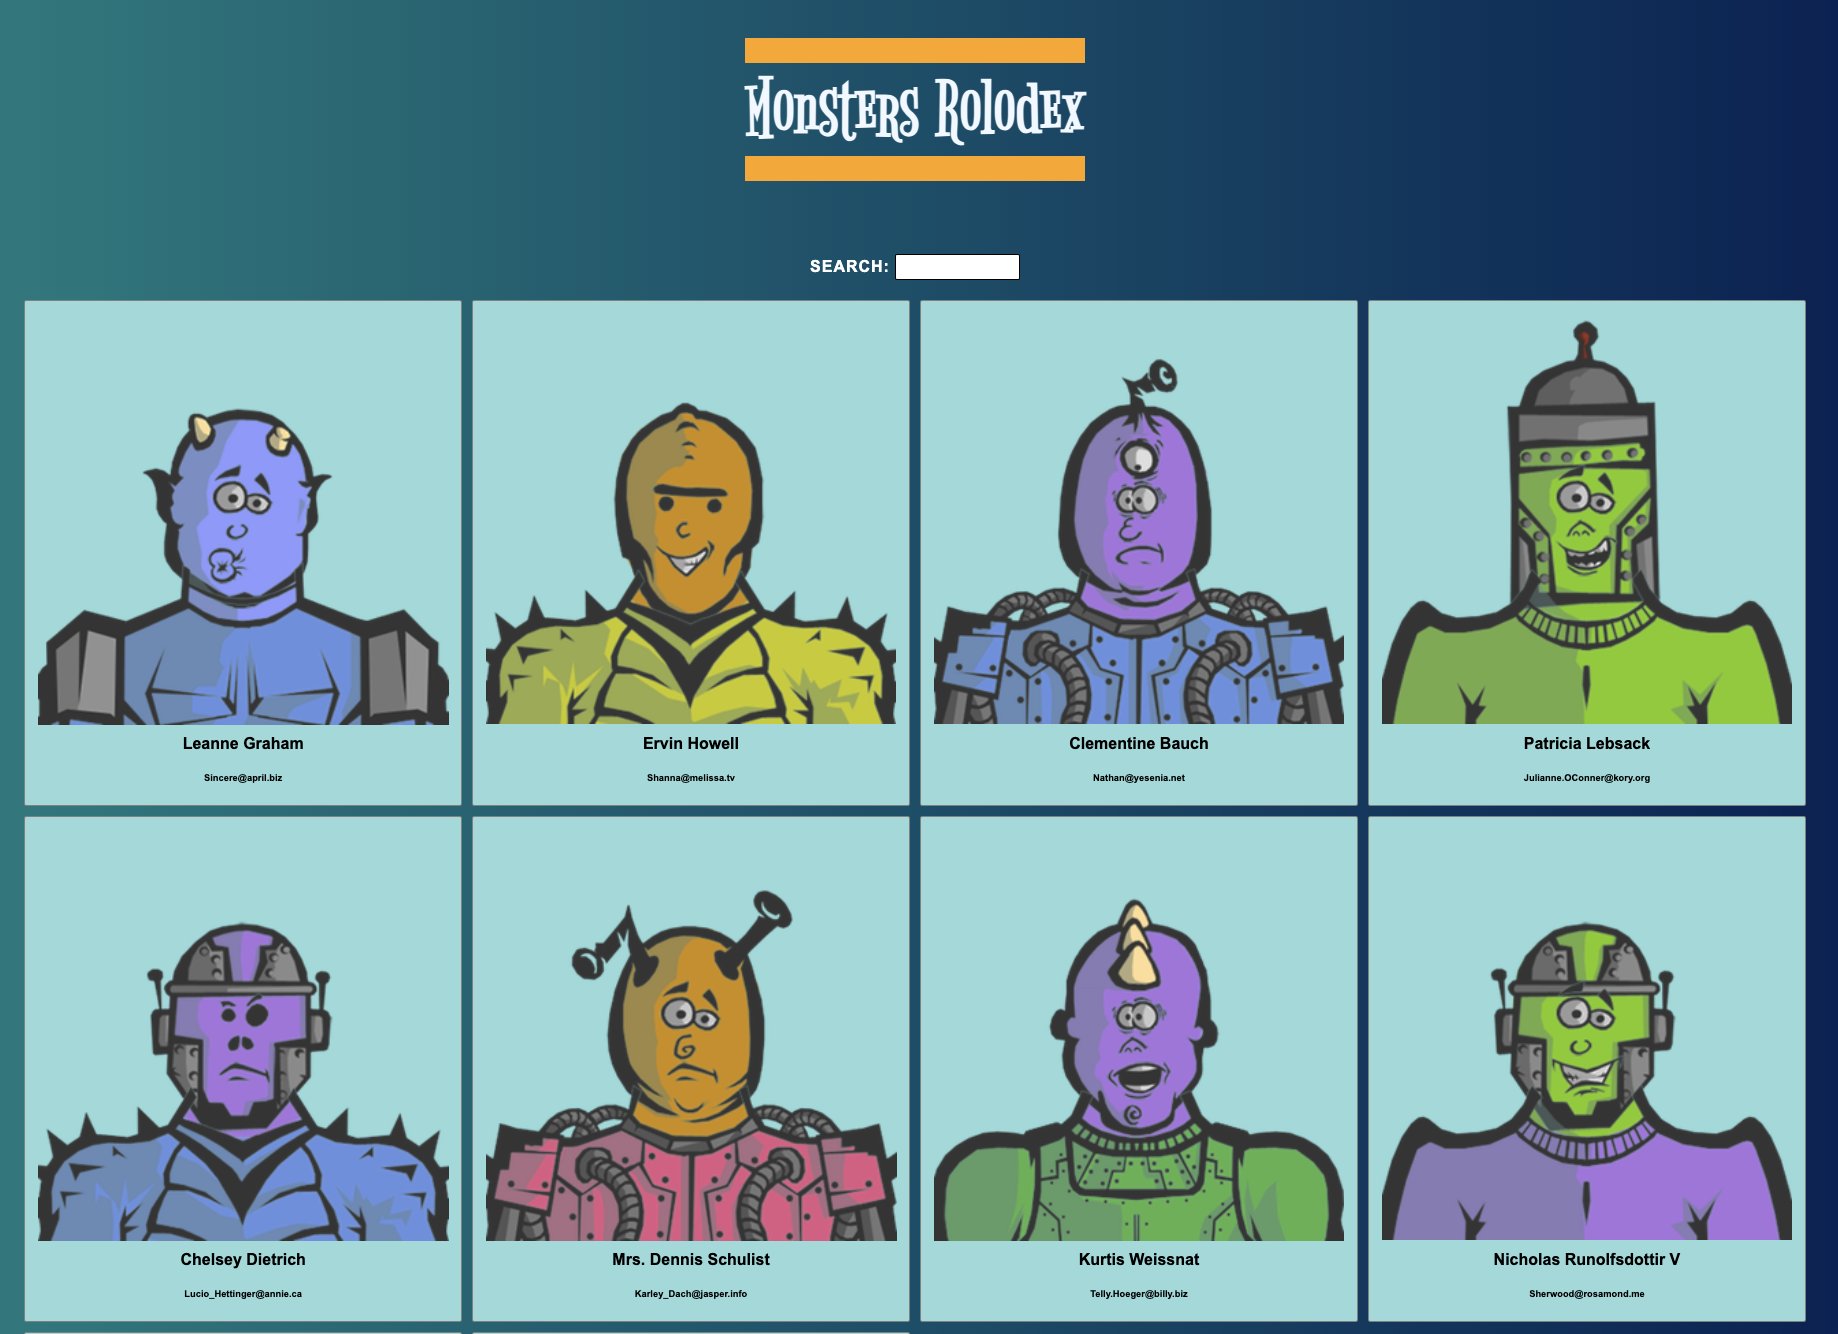 Monsters Rolodex
SEARCH:
Leanne Graham
Sincere@april.biz
Ervin Howell
Shanna@melissa.tv
Clementine Bauch
Nathan@yesenia.net
Patricia Lebsack
Julianne.OConner@kory.org
Chelsey Dietrich
Lucio_Hettinger@annie.ca
Mrs. Dennis Schulist
Karley_Dach@jasper.info
Kurtis Weissnat
Telly.Hoeger@billy.biz
Nicholas Runolfsdottir V
Sherwood@rosamond.me